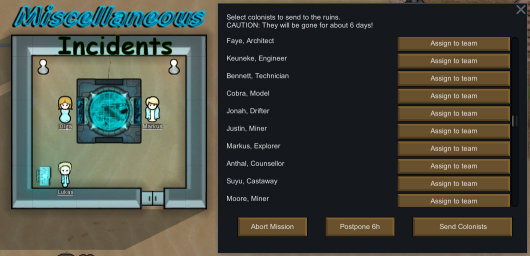 Miscellaneous
Incidents
Markus
Lukas
Select colonists to send to the ruins.
CAUTION: They will be gone for about 6 days!
Faye, Architect
Assign to team
Keuneke, Engineer
Assign to team
Bennett, Technician
Assign to team
Cobra, Model
Assign to team
Jonah, Drifter
Assign to team
Justin, Miner
Assign to team
Markus, Explorer
Assign to team
Anthal, Counsellor
Assign to team
Suyu, Castaway
Assign to team
Moore, Miner
Assign to team
Abort Mission
Postpone 6h
Send Colonists